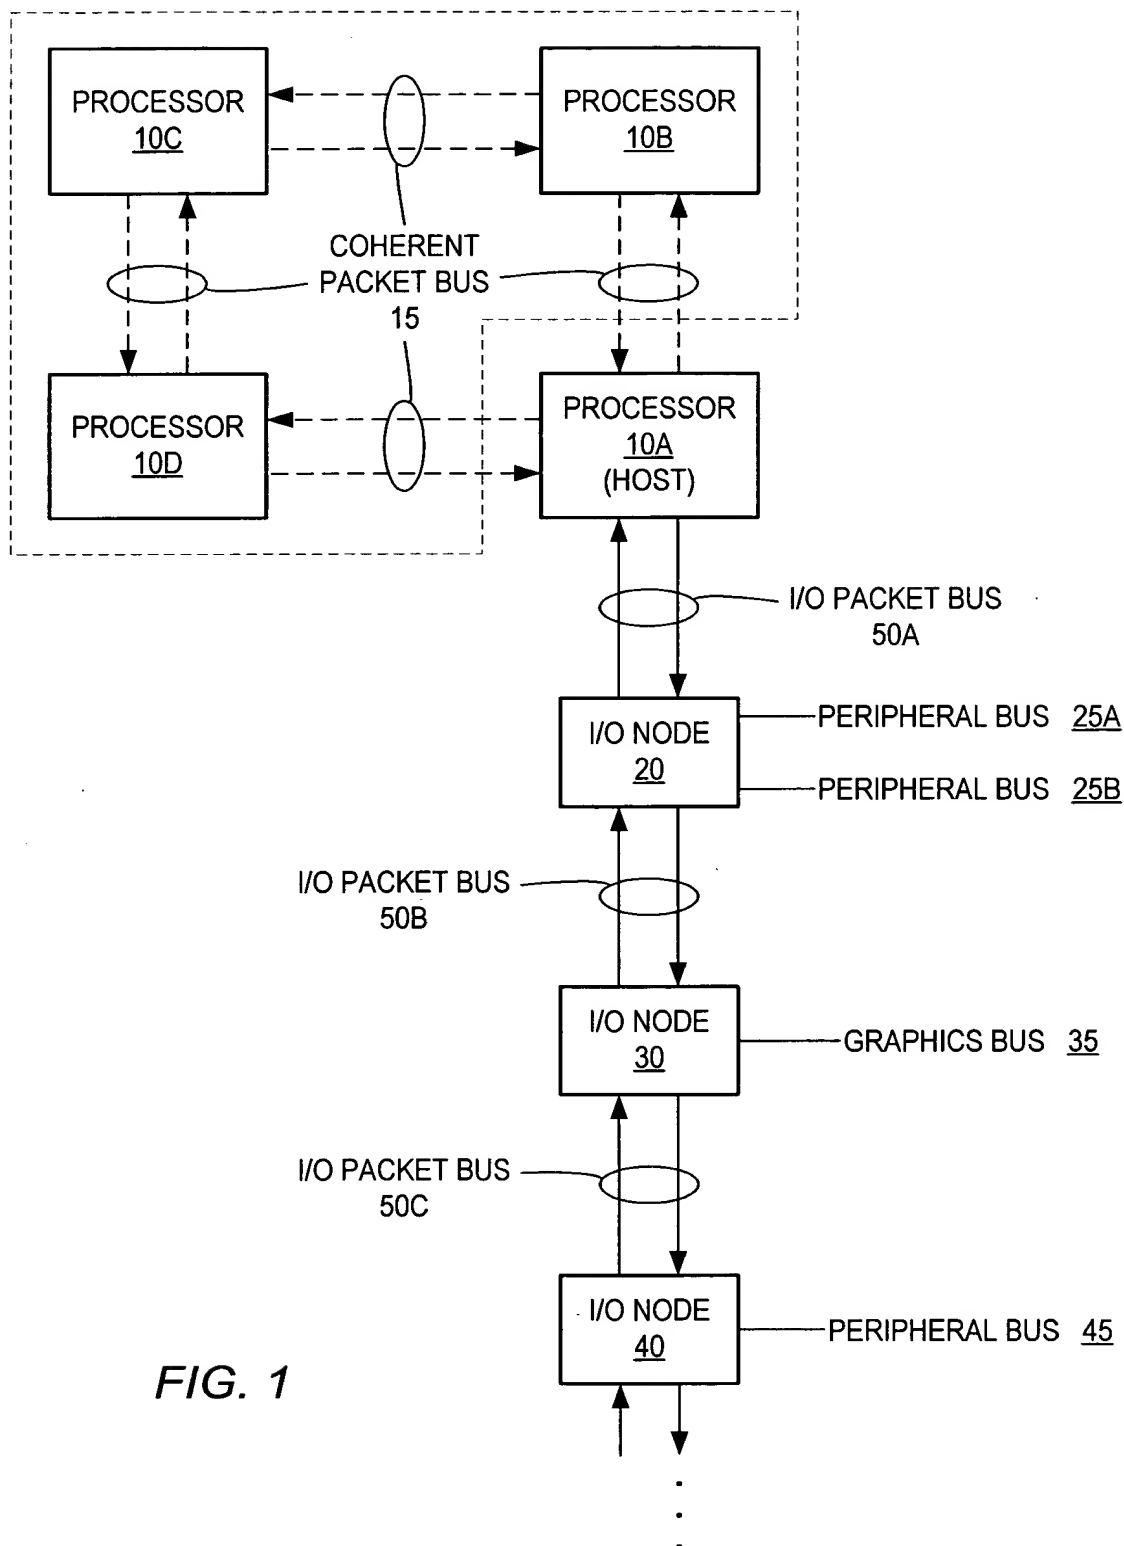 PROCESSOR
10C
PROCESSOR
10B
COHERENT
PACKET BUS
15
PROCESSOR
10D
PROCESSOR
10A
(HOST)
I/O PACKET BUS
50A
I/O NODE
20
PERIPHERAL BUS 25A
PERIPHERAL BUS 25B
I/O PACKET BUS
50B
I/O NODE
30
GRAPHICS BUS 35
I/O PACKET BUS
50C
I/O NODE
40
PERIPHERAL BUS 45
FIG. 1